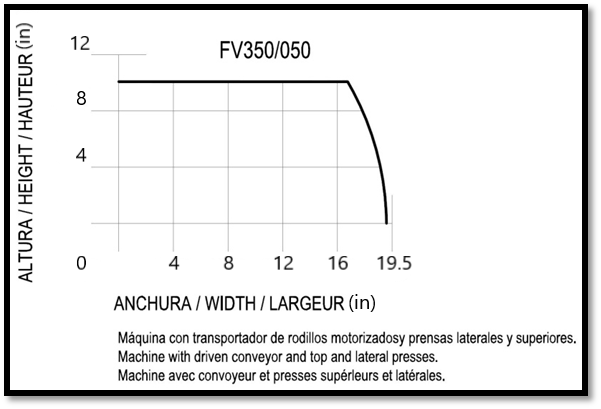 FV350/050
ALTURA / HEIGHT / HAUTEUR (in)
12
8
4
0
4 8 12 16 19.5
ANCHURA / WIDTH / LARGEUR (in)
Máquina con transportador de rodillos motorizadosy prensas laterales y superiores.
Machine with driven conveyor and top and lateral presses.
Machine avec convoyeur et presses supérleurs et latérales.